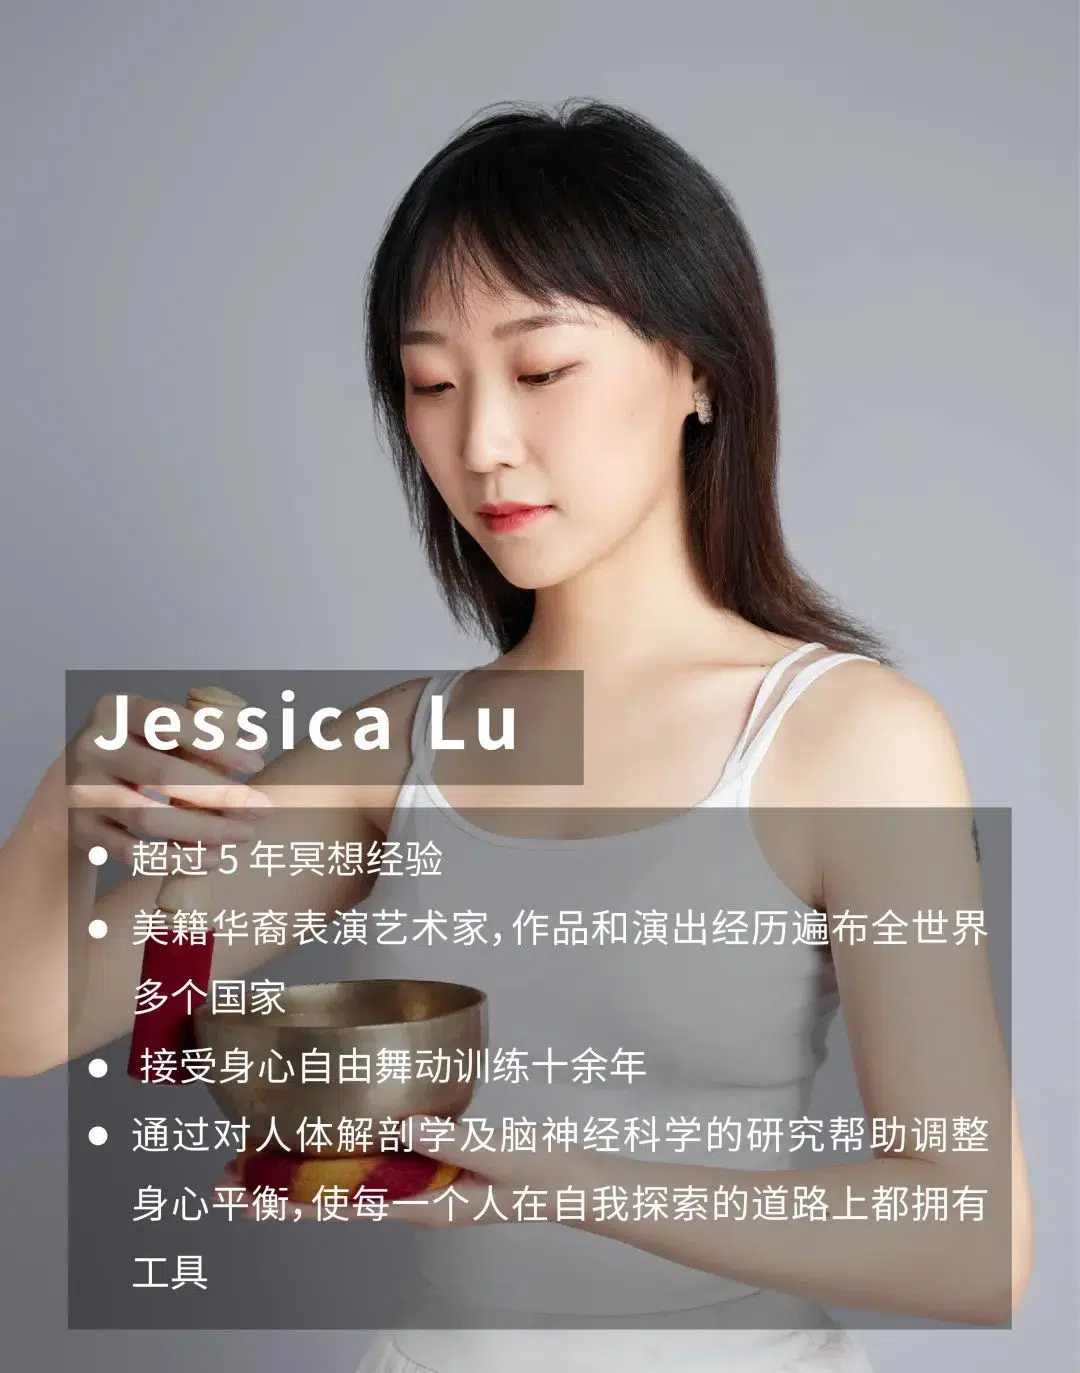 Jessica Lu
● 超过 5 年冥想经验
● 美籍华裔表演艺术家，作品和演出经历遍布全世界
多个国家
● 接受身心自由舞动训练十余年
● 通过对人体解剖学及脑神经科学的研究帮助调整
身心平衡，使每一个人在自我探索的道路上都拥有
工具